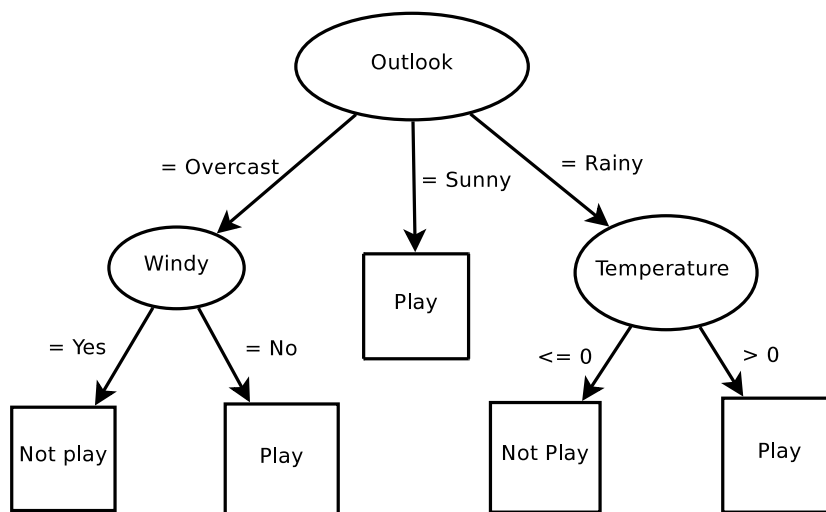 Outlook
= Overcast
= Sunny
= Rainy
Windy
Play
Temperature
= Yes
= No
<= 0
> 0
Not play
Play
Not Play
Play